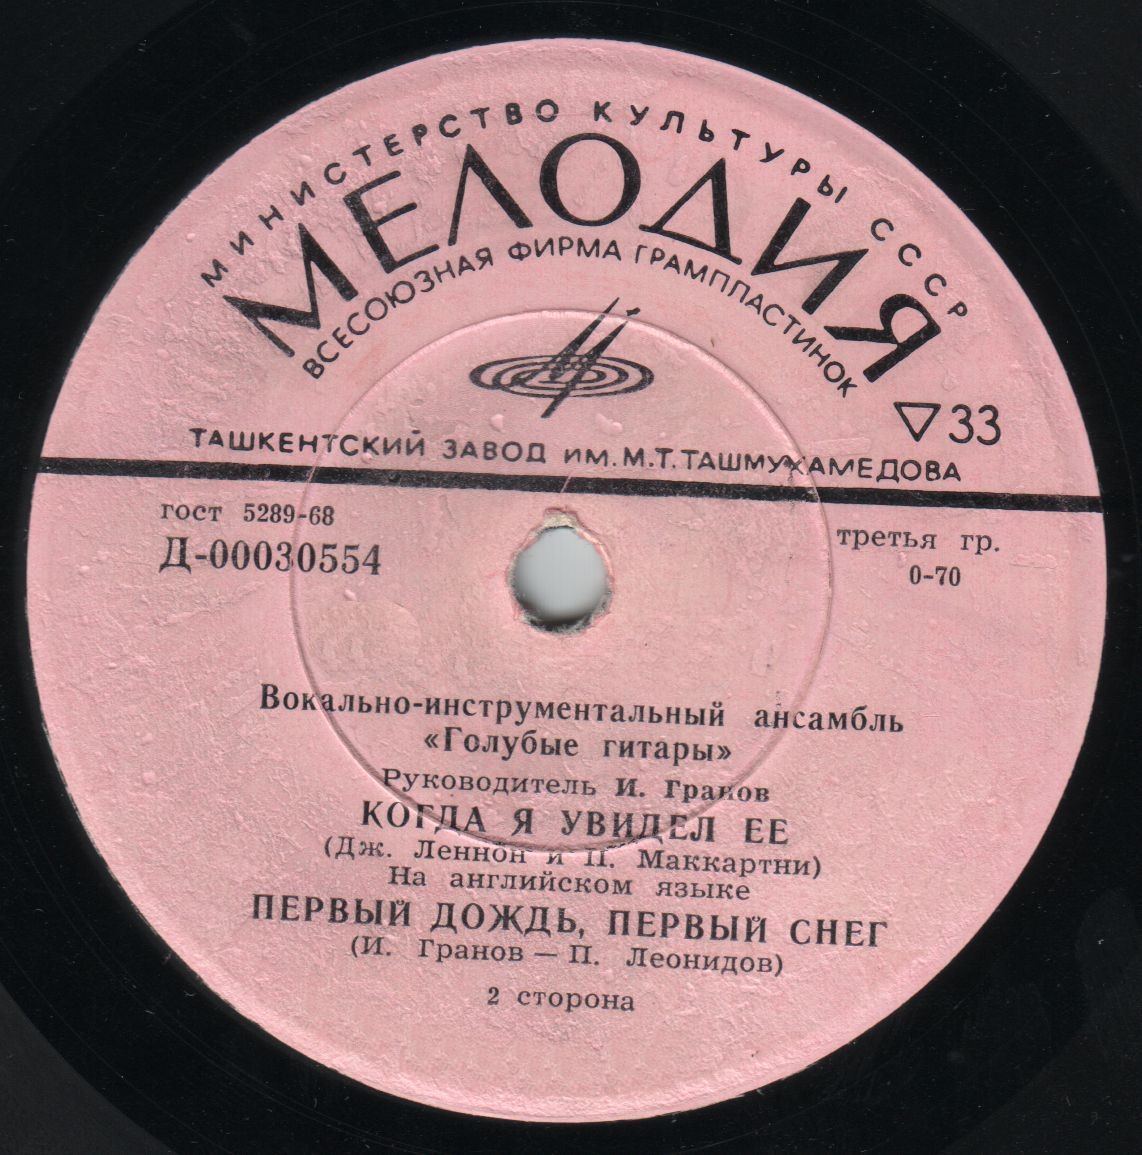 МИНИСТЕРСТВО КУЛЬТУРЫ СССР
МЕЛОДИЯ
ВСЕСОЮЗНАЯ ФИРМА ГРАМПЛАСТИНОК
▽33
ТАШКЕНТСКИЙ ЗАВОД ИМ. М.Т. ТАШМУХАМЕДОВА
гост 5289-68
Д-00030554
третья гр.
0-70
Вокально-инструментальный ансамбль
«Голубые гитары»
Руководитель И. Гранов
КОГДА Я УВИДЕЛ ЕЕ
(Дж. Леннон и П. Маккартни)
На английском языке
ПЕРВЫЙ ДОЖДЬ, ПЕРВЫЙ СНЕГ
(И. Гранов — П. Леонидов)
2 сторона